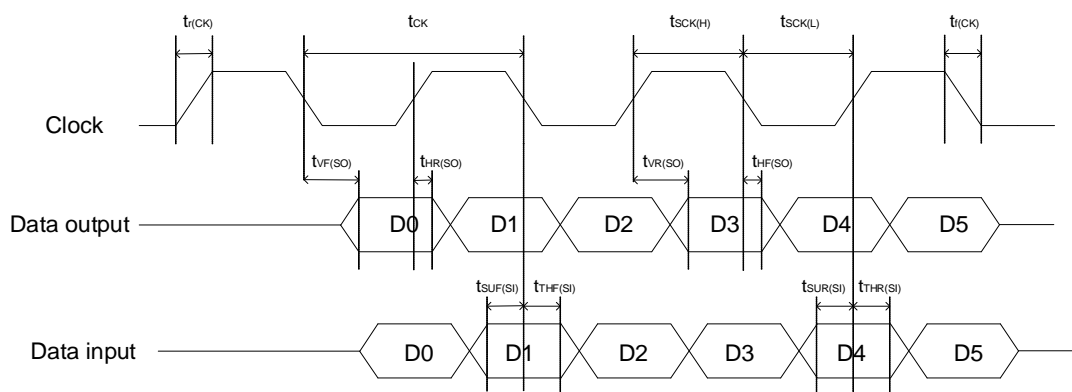 tr(CK) tCK tSCK(H) tSCK(L) tf(CK)
Clock
tVF(SO) tHR(SO) tVR(SO) tHF(SO)
Data output D0 D1 D2 D3 D4 D5
tSUF(SI) tTHF(SI) tSUR(SI) tTHR(SI)
Data input D0 D1 D2 D3 D4 D5